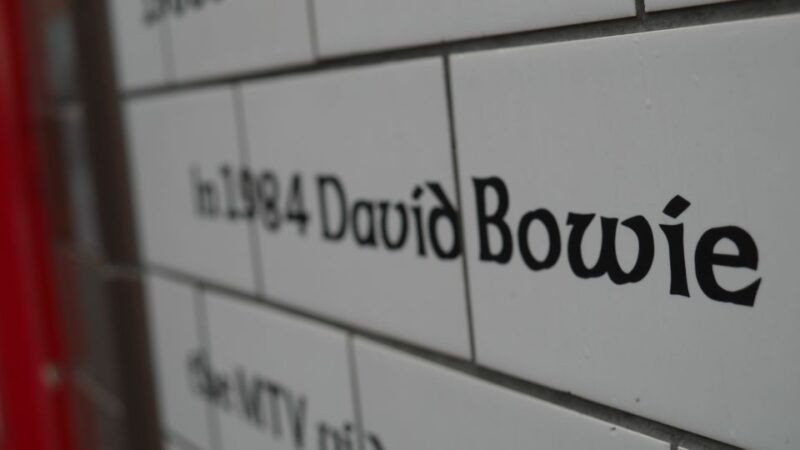 in 1984 David Bowie
the MTV